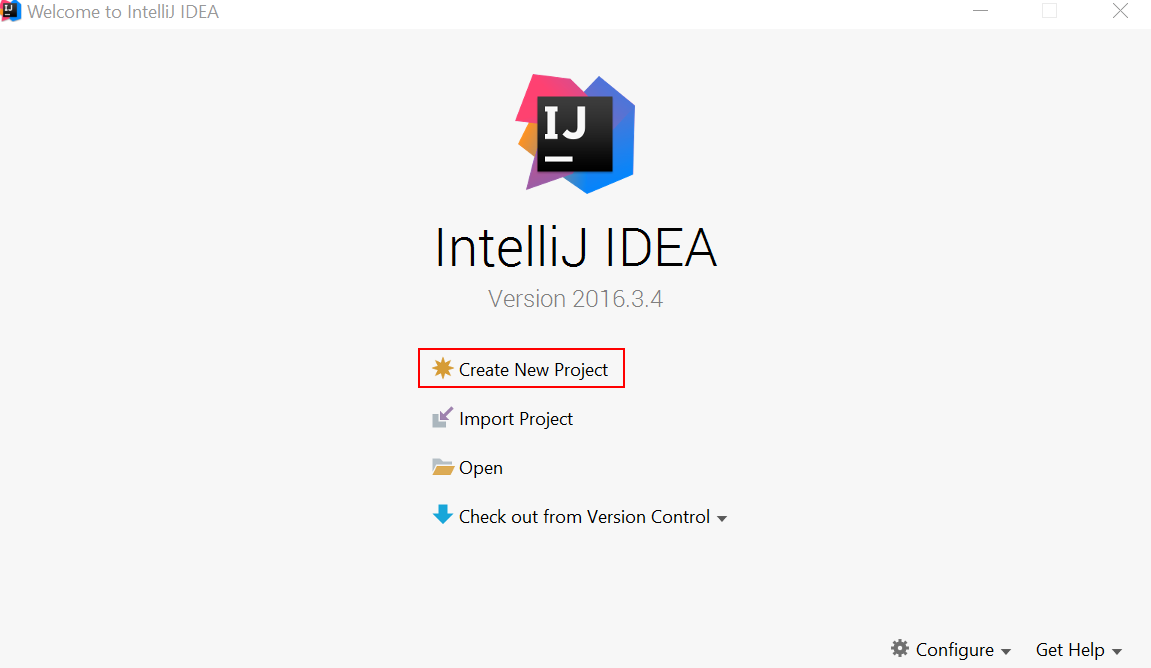 Welcome to IntelliJ IDEA
IJ
IntelliJ IDEA
Version 2016.3.4
Create New Project
Import Project
Open
Check out from Version Control
Configure
Get Help